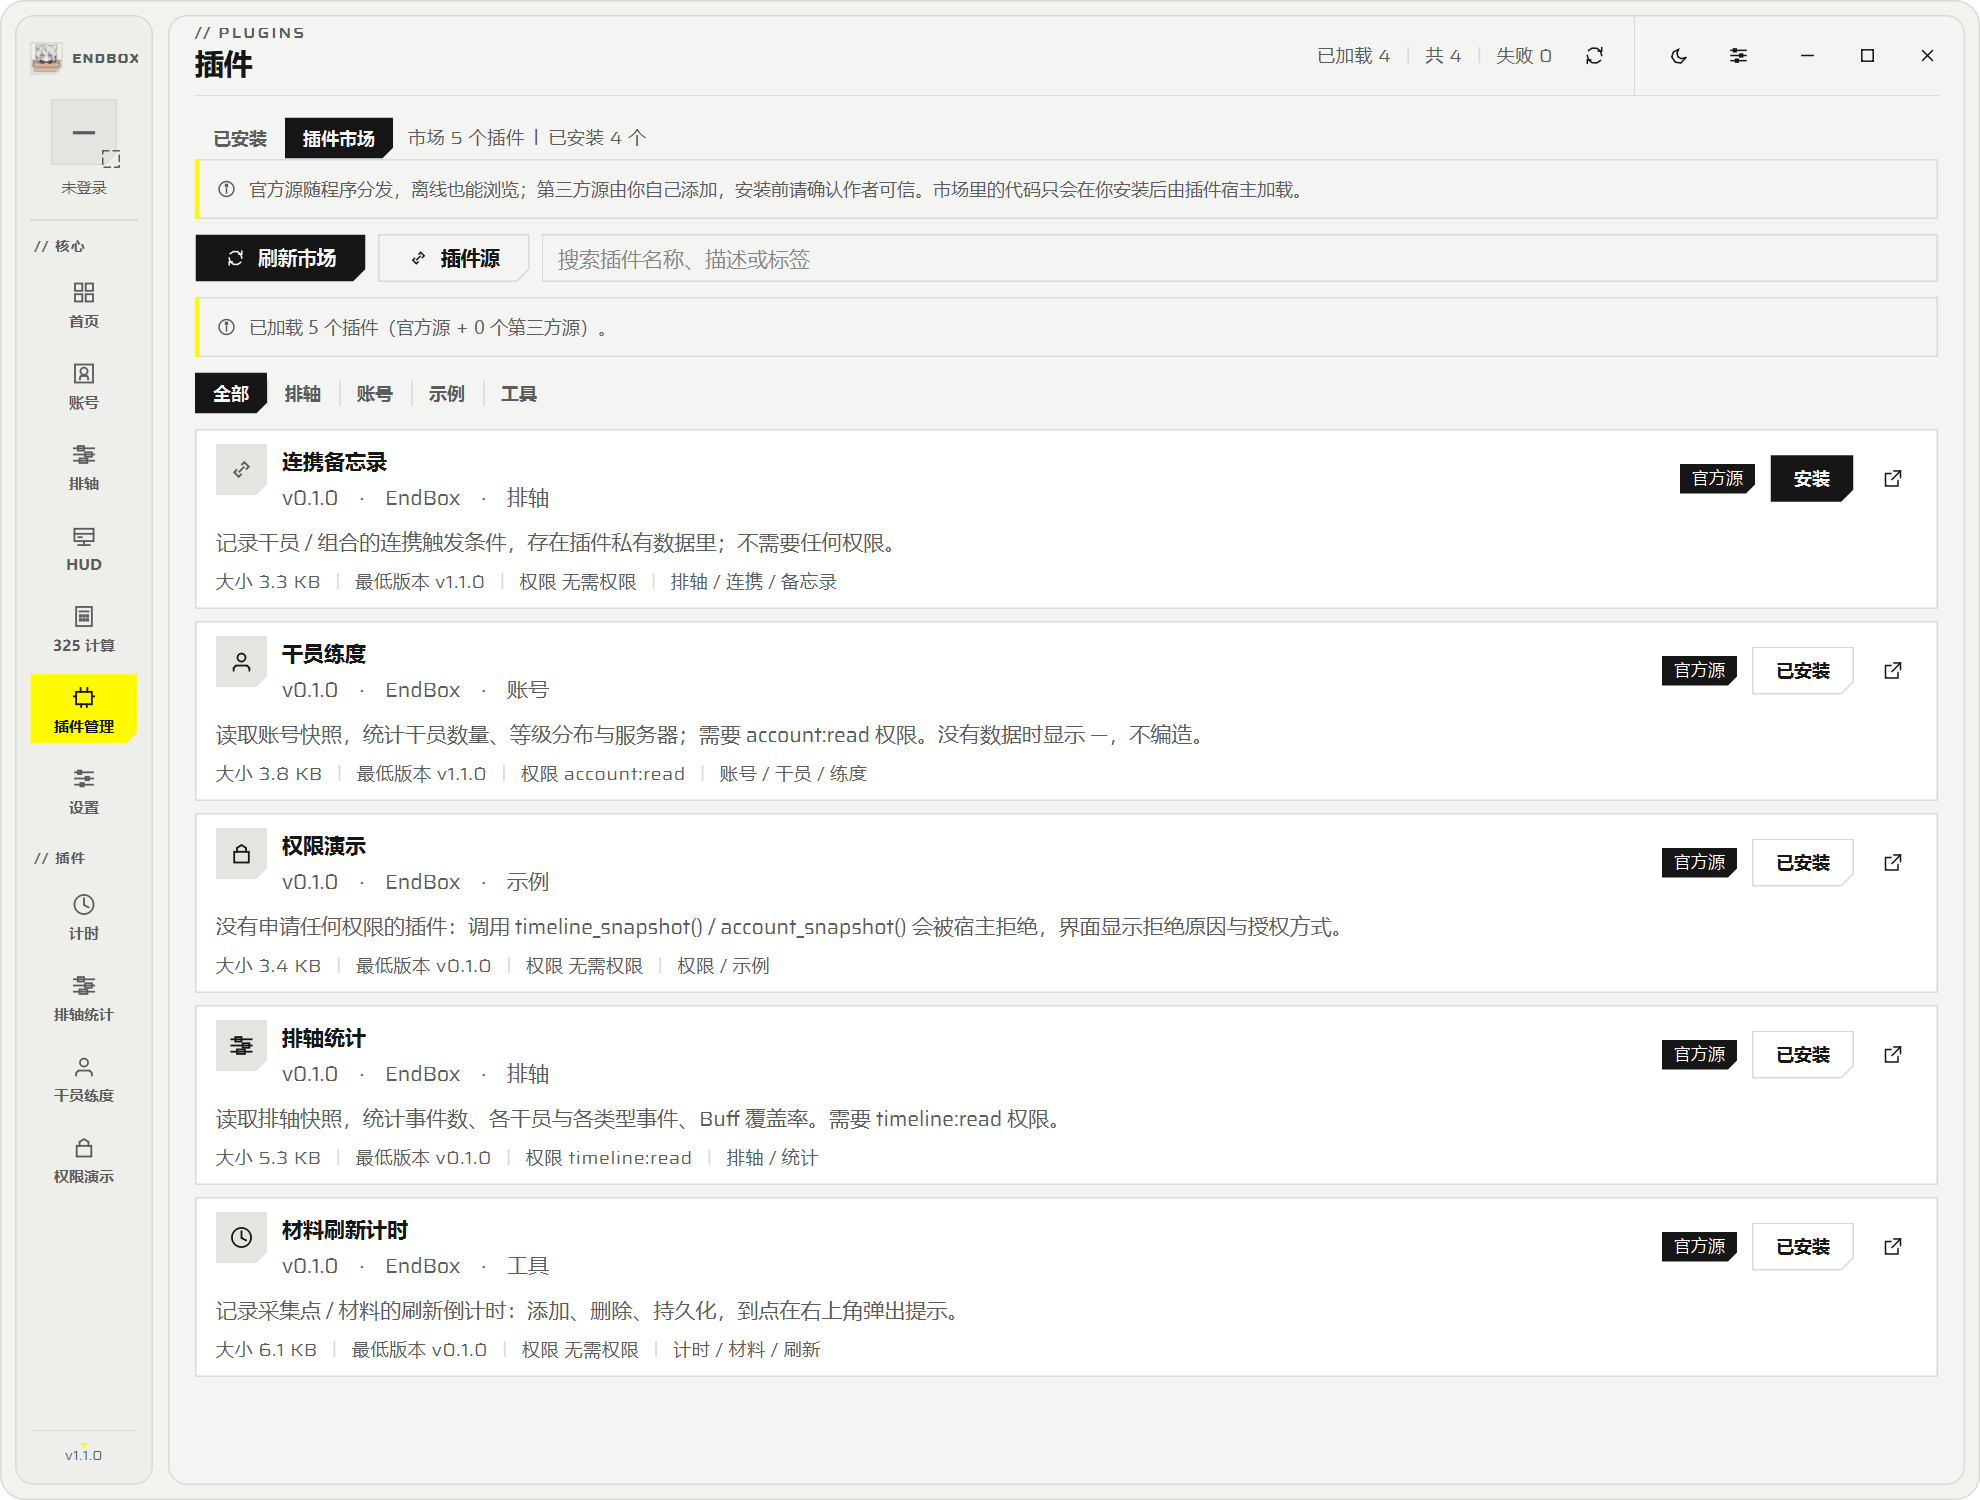 ENDBOX
未登录
// 核心
首页
账号
排轴
HUD
325 计算
插件管理
设置
// 插件
计时
排轴统计
干员练度
权限演示
v1.1.0
// PLUGINS
插件
已加载 4 | 共 4 | 失败 0
已安装 插件市场 市场 5 个插件 | 已安装 4 个
官方源随程序分发，离线也能浏览；第三方源由你自己添加，安装前请确认作者可信。市场里的代码只会在你安装后由插件宿主加载。
刷新市场 插件源 搜索插件名称、描述或标签
已加载 5 个插件（官方源 + 0 个第三方源）。
全部 排轴 账号 示例 工具
连携备忘录
v0.1.0 · EndBox · 排轴
官方源 安装
记录干员 / 组合的连携触发条件，存在插件私有数据里；不需要任何权限。
大小 3.3 KB | 最低版本 v1.1.0 | 权限 无需权限 | 排轴 / 连携 / 备忘录
干员练度
v0.1.0 · EndBox · 账号
官方源 已安装
读取账号快照，统计干员数量、等级分布与服务器；需要 account:read 权限。没有数据时显示 —，不编造。
大小 3.8 KB | 最低版本 v1.1.0 | 权限 account:read | 账号 / 干员 / 练度
权限演示
v0.1.0 · EndBox · 示例
官方源 已安装
没有申请任何权限的插件：调用 timeline_snapshot() / account_snapshot() 会被宿主拒绝，界面显示拒绝原因与授权方式。
大小 3.4 KB | 最低版本 v0.1.0 | 权限 无需权限 | 权限 / 示例
排轴统计
v0.1.0 · EndBox · 排轴
官方源 已安装
读取排轴快照，统计事件数、各干员与各类型事件、Buff 覆盖率。需要 timeline:read 权限。
大小 5.3 KB | 最低版本 v0.1.0 | 权限 timeline:read | 排轴 / 统计
材料刷新计时
v0.1.0 · EndBox · 工具
官方源 已安装
记录采集点 / 材料的刷新倒计时：添加、删除、持久化，到点在右上角弹出提示。
大小 6.1 KB | 最低版本 v0.1.0 | 权限 无需权限 | 计时 / 材料 / 刷新